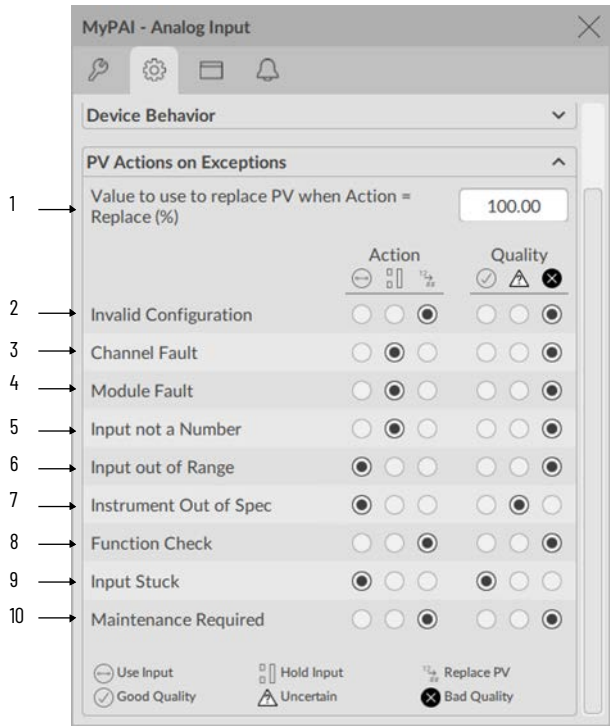 MyPAI - Analog Input
Device Behavior
PV Actions on Exceptions
1
Value to use to replace PV when Action =
Replace (%)
100.00
Action Quality
2 Invalid Configuration
3 Channel Fault
4 Module Fault
5 Input not a Number
6 Input out of Range
7 Instrument Out of Spec
8 Function Check
9 Input Stuck
10 Maintenance Required
Use Input Hold Input Replace PV
Good Quality Uncertain Bad Quality